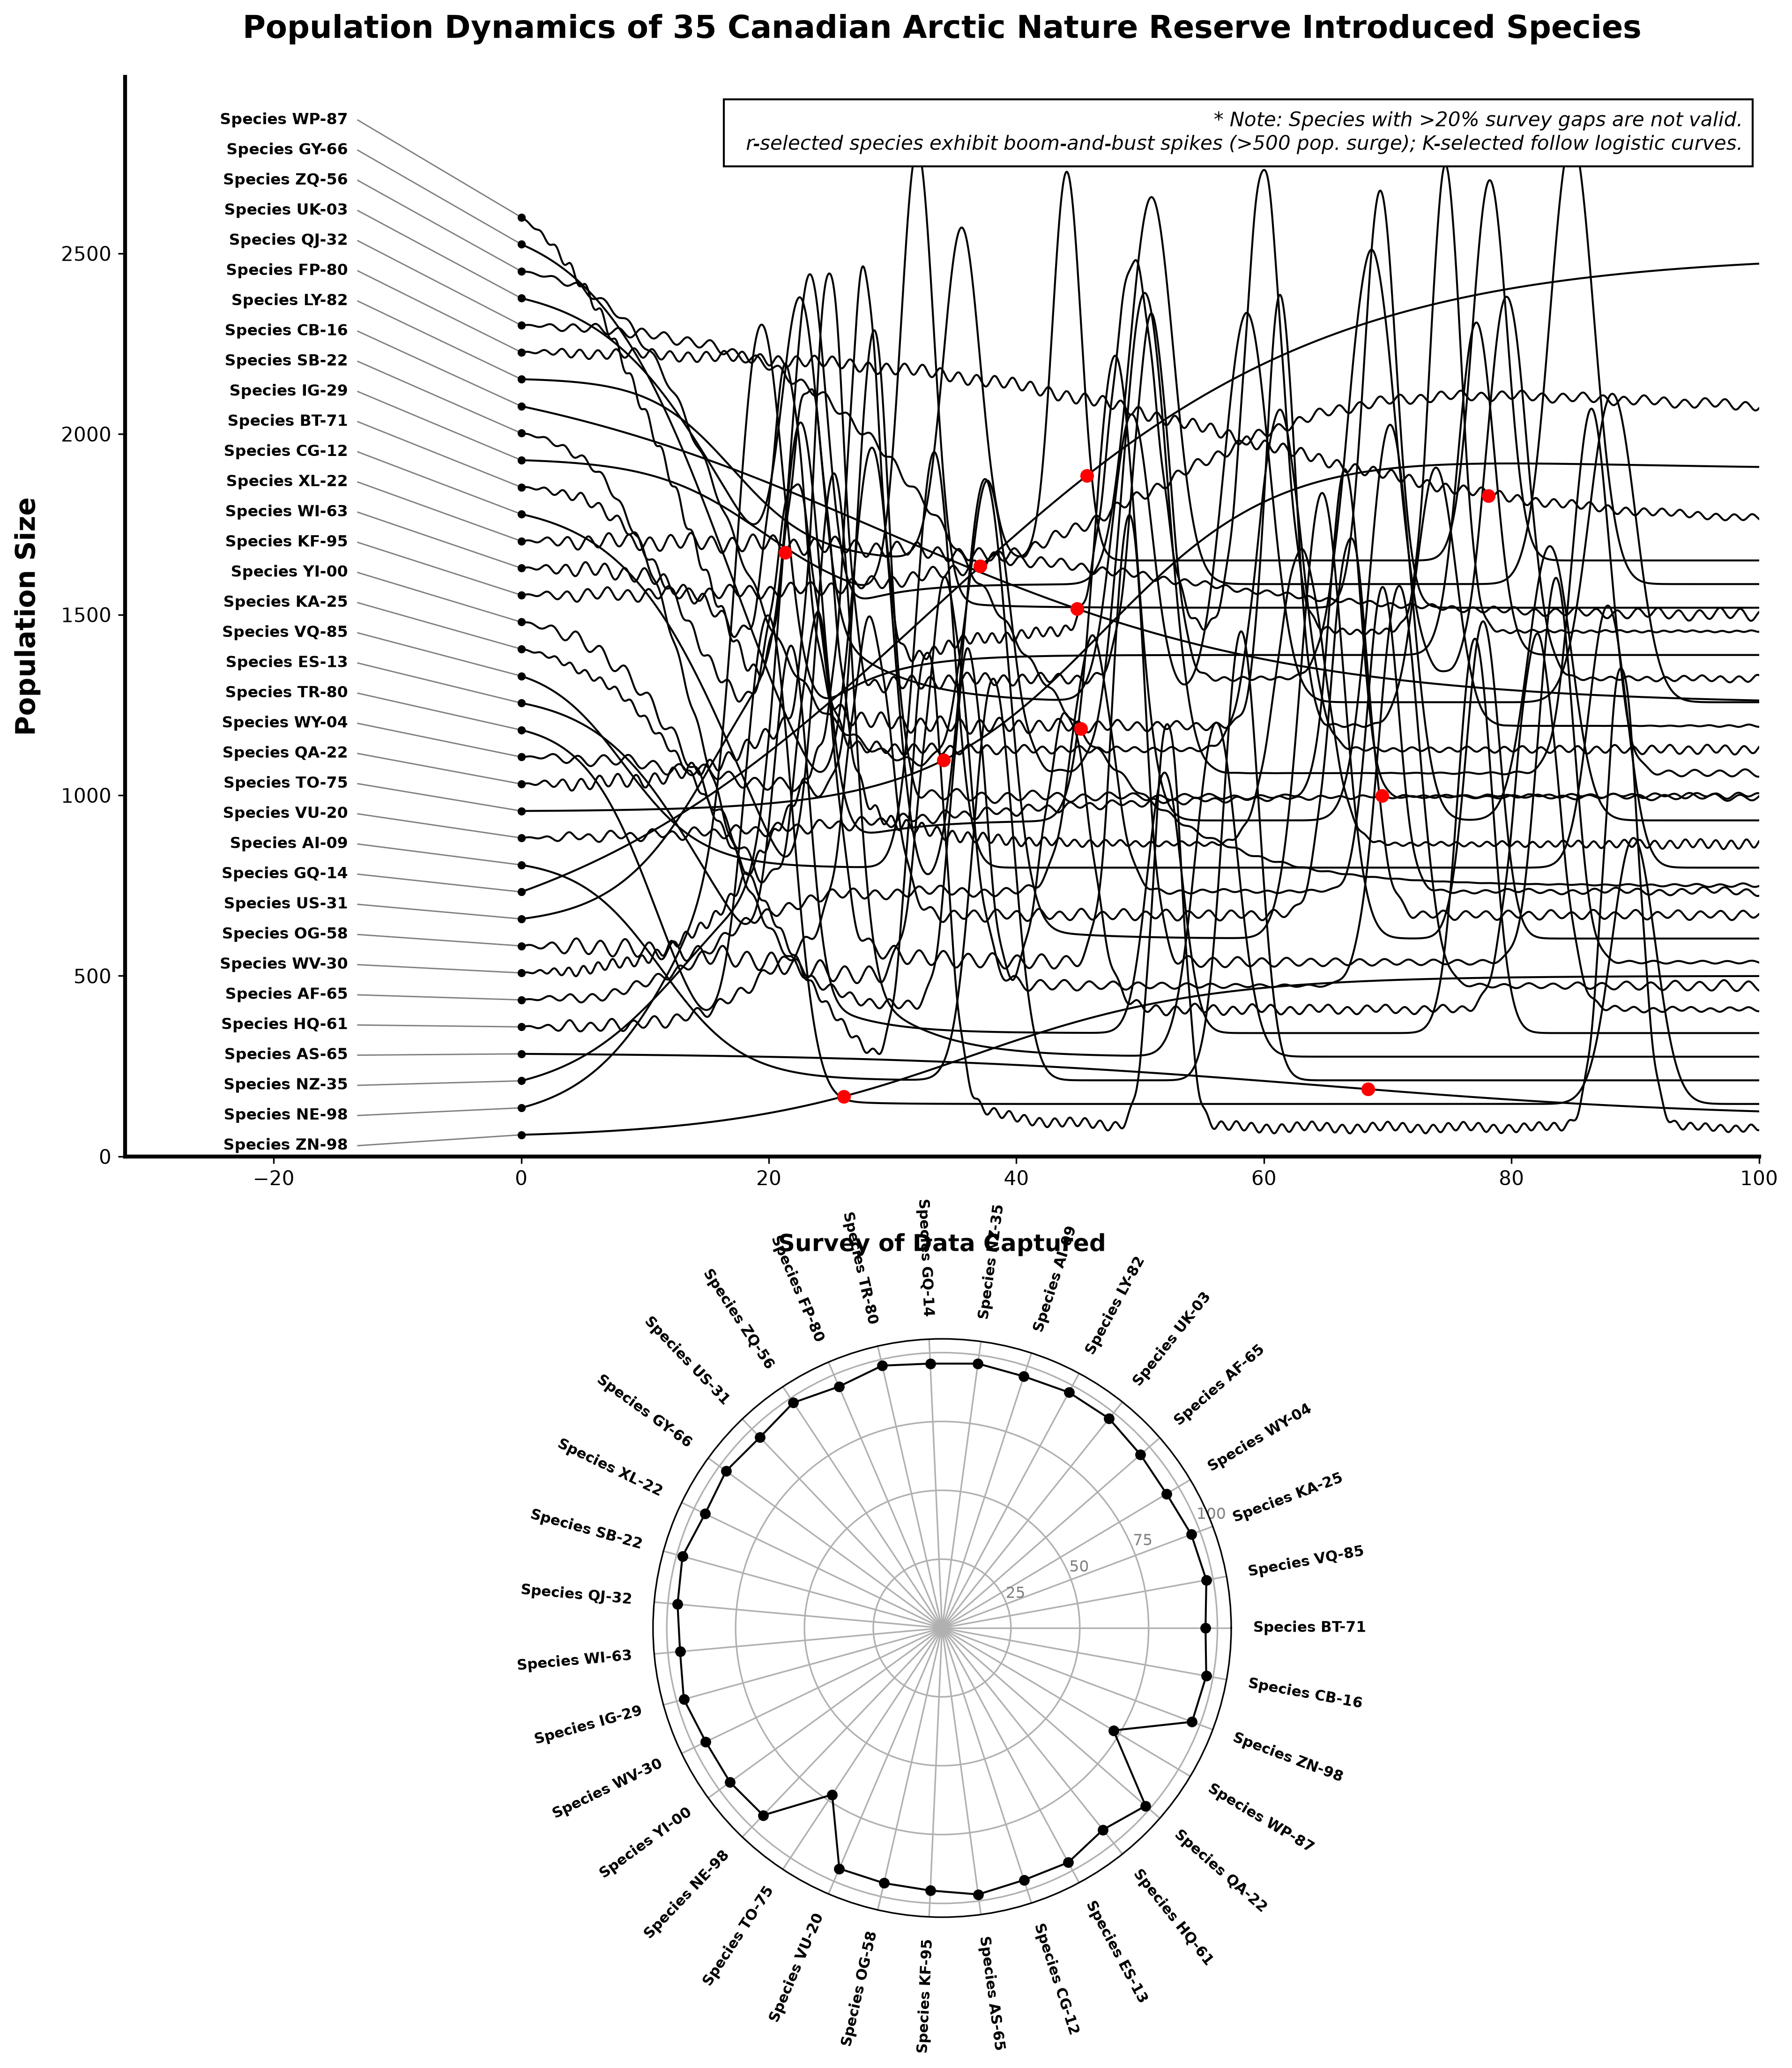 Population Dynamics of 35 Canadian Arctic Nature Reserve Introduced Species
* Note: Species with >20% survey gaps are not valid.
r-selected species exhibit boom-and-bust spikes (>500 pop. surge); K-selected follow logistic curves.
Population Size
2500
2000
1500
1000
500
0
Species WP-87
Species GY-66
Species ZQ-56
Species UK-03
Species QJ-32
Species FP-80
Species LY-82
Species CB-16
Species SB-22
Species IG-29
Species BT-71
Species CG-12
Species XL-22
Species WI-63
Species KF-95
Species YI-00
Species KA-25
Species VQ-85
Species ES-13
Species TR-80
Species WY-04
Species QA-22
Species TO-75
Species VU-20
Species AI-09
Species GQ-14
Species US-31
Species OG-58
Species WV-30
Species AF-65
Species HQ-61
Species AS-65
Species NZ-35
Species NE-98
Species ZN-98
−20
0
20
40
60
80
100
Survey of Data Captured
Species BT-71
Species VQ-85
Species KA-25
Species WY-04
Species AF-65
Species UK-03
Species LY-82
Species AI-09
Species NZ-35
Species GQ-14
Species TR-80
Species FP-80
Species ZQ-56
Species US-31
Species GY-66
Species XL-22
Species SB-22
Species QJ-32
Species WI-63
Species IG-29
Species WV-30
Species YI-00
Species NE-98
Species TO-75
Species VU-20
Species OG-58
Species KF-95
Species AS-65
Species CG-12
Species ES-13
Species HQ-61
Species QA-22
Species WP-87
Species ZN-98
Species CB-16
25
50
75
100